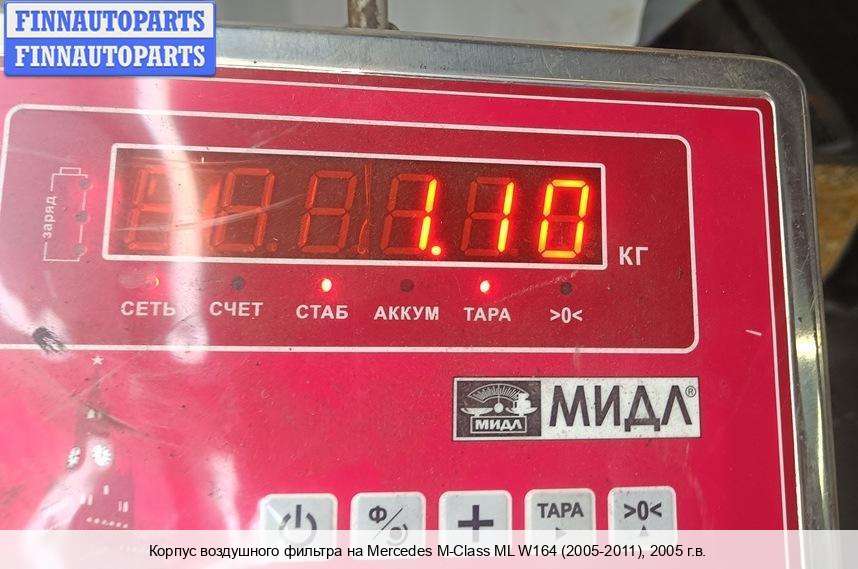 FINNAUTOPARTS
FINNAUTOPARTS
заряд
1.10
КГ
СЕТЬ СЧЕТ СТАБ АККУМ ТАРА >0<
МИДЛ МИДЛ®
Ф/ + ТАРА >0<
Корпус воздушного фильтра на Mercedes M-Class ML W164 (2005-2011), 2005 г.в.